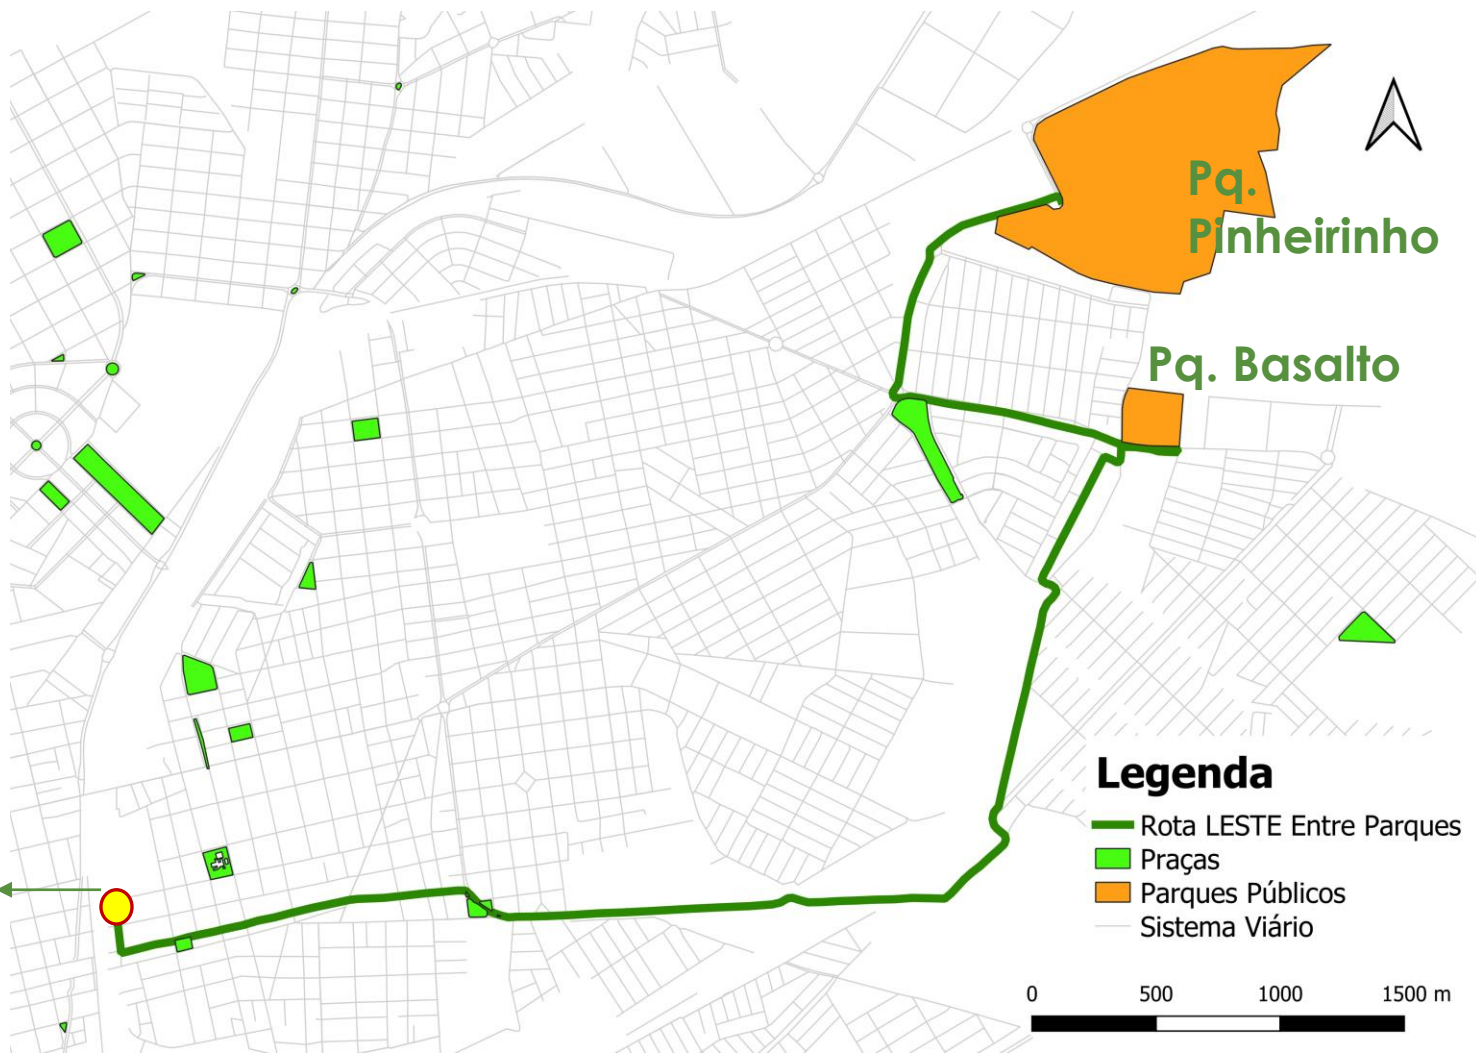 Pq.
Pinheirinho
Pq. Basalto
Legenda
Rota LESTE Entre Parques
Praças
Parques Públicos
Sistema Viário
0 500 1000 1500 m